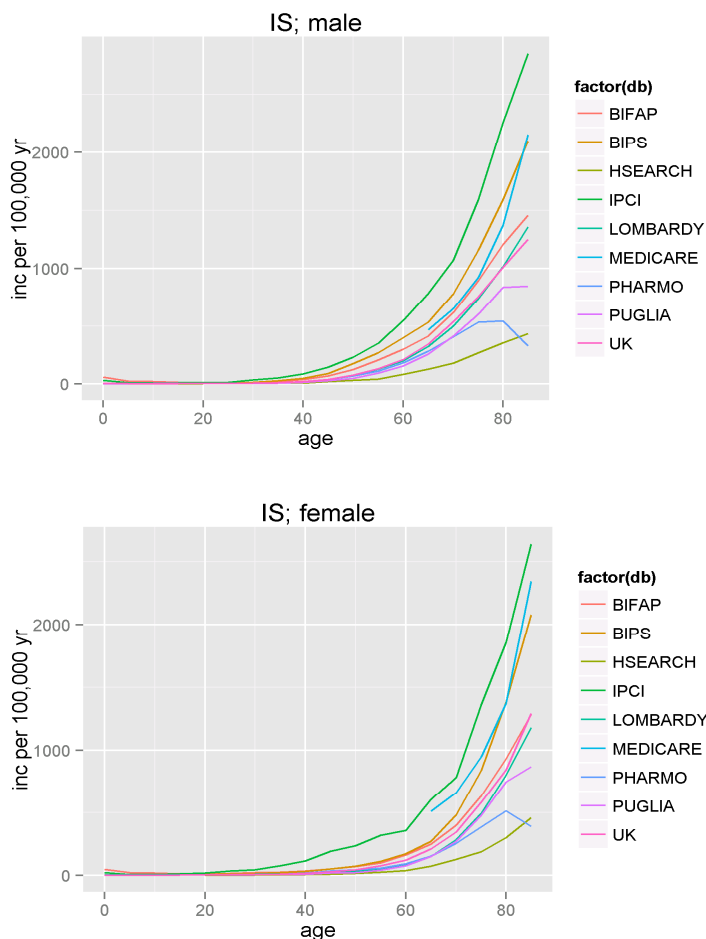 IS; male
inc per 100,000 yr
2000
1000
0
0 20 40 60 80
age
factor(db)
BIFAP
BIPS
HSEARCH
IPCI
LOMBARDY
MEDICARE
PHARMO
PUGLIA
UK
IS; female
inc per 100,000 yr
2000
1000
0
0 20 40 60 80
age
factor(db)
BIFAP
BIPS
HSEARCH
IPCI
LOMBARDY
MEDICARE
PHARMO
PUGLIA
UK